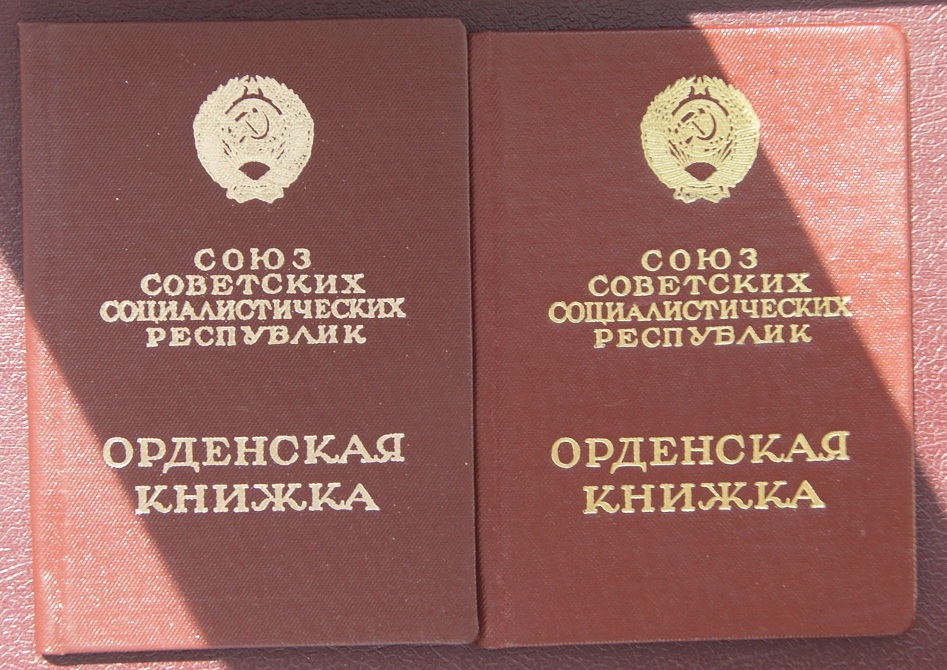 СОЮЗ
СОВЕТСКИХ
СОЦИАЛИСТИЧЕСКИХ
РЕСПУБЛИК
ОРДЕНСКАЯ
КНИЖКА
СОЮЗ
СОВЕТСКИХ
СОЦИАЛИСТИЧЕСКИХ
РЕСПУБЛИК
ОРДЕНСКАЯ
КНИЖКА